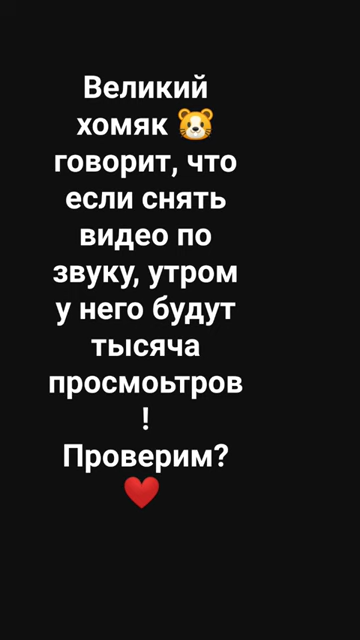 Великий
хомяк 🐹
говорит, что
если снять
видео по
звуку, утром
у него будут
тысяча
просмоьтров
!
Проверим?
❤️